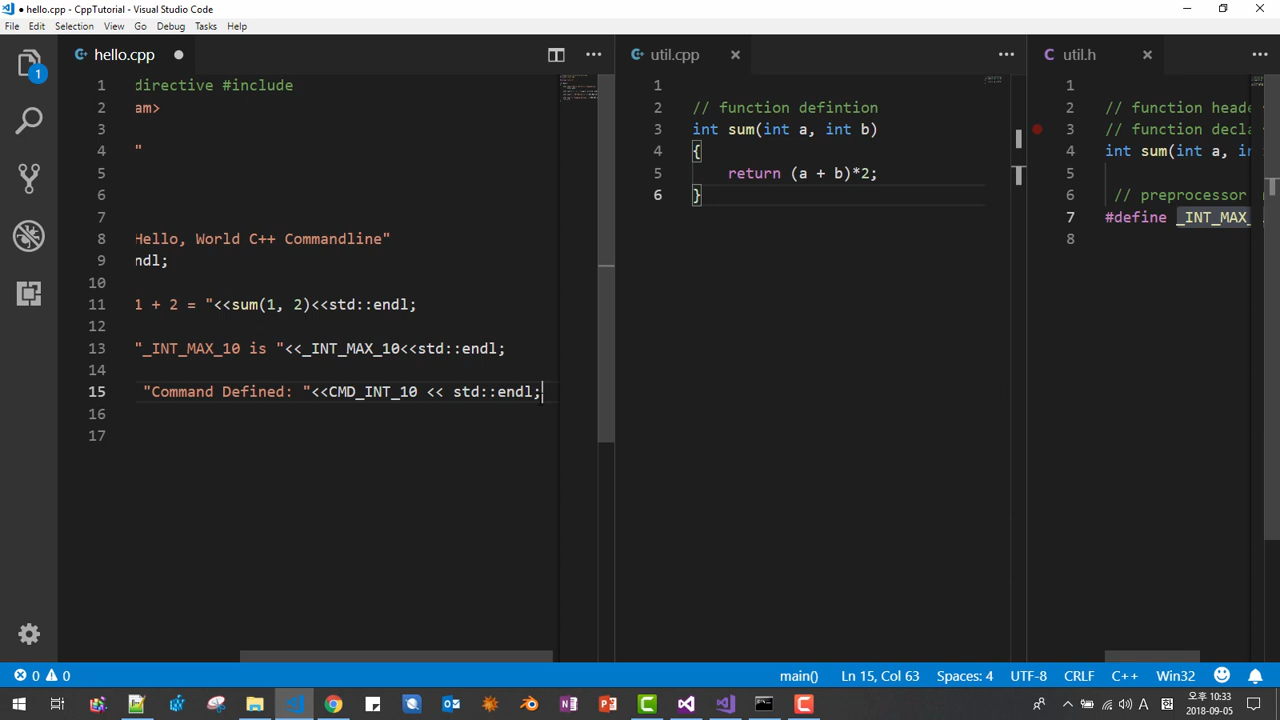 ● hello.cpp - CppTutorial - Visual Studio Code
File Edit Selection View Go Debug Tasks Help
1
hello.cpp
util.cpp
util.h
1 directive #include
2 am>
3
4 "
5
6
7
8 Hello, World C++ Commandline"
9 ndl;
10
11 1 + 2 = "<<sum(1, 2)<<std::endl;
12
13 "_INT_MAX_10 is "<<_INT_MAX_10<<std::endl;
14
15 "Command Defined: "<<CMD_INT_10 << std::endl;
16
17
1
2 // function defintion
3 int sum(int a, int b)
4 {
5 return (a + b)*2;
6 }
1
2 // function heade
3 // function decla
4 int sum(int a, in
5
6 // preprocessor
7 #define _INT_MAX_
8
0 0 main() Ln 15, Col 63 Spaces: 4 UTF-8 CRLF C++ Win32
A 오후 10:33
2018-09-05